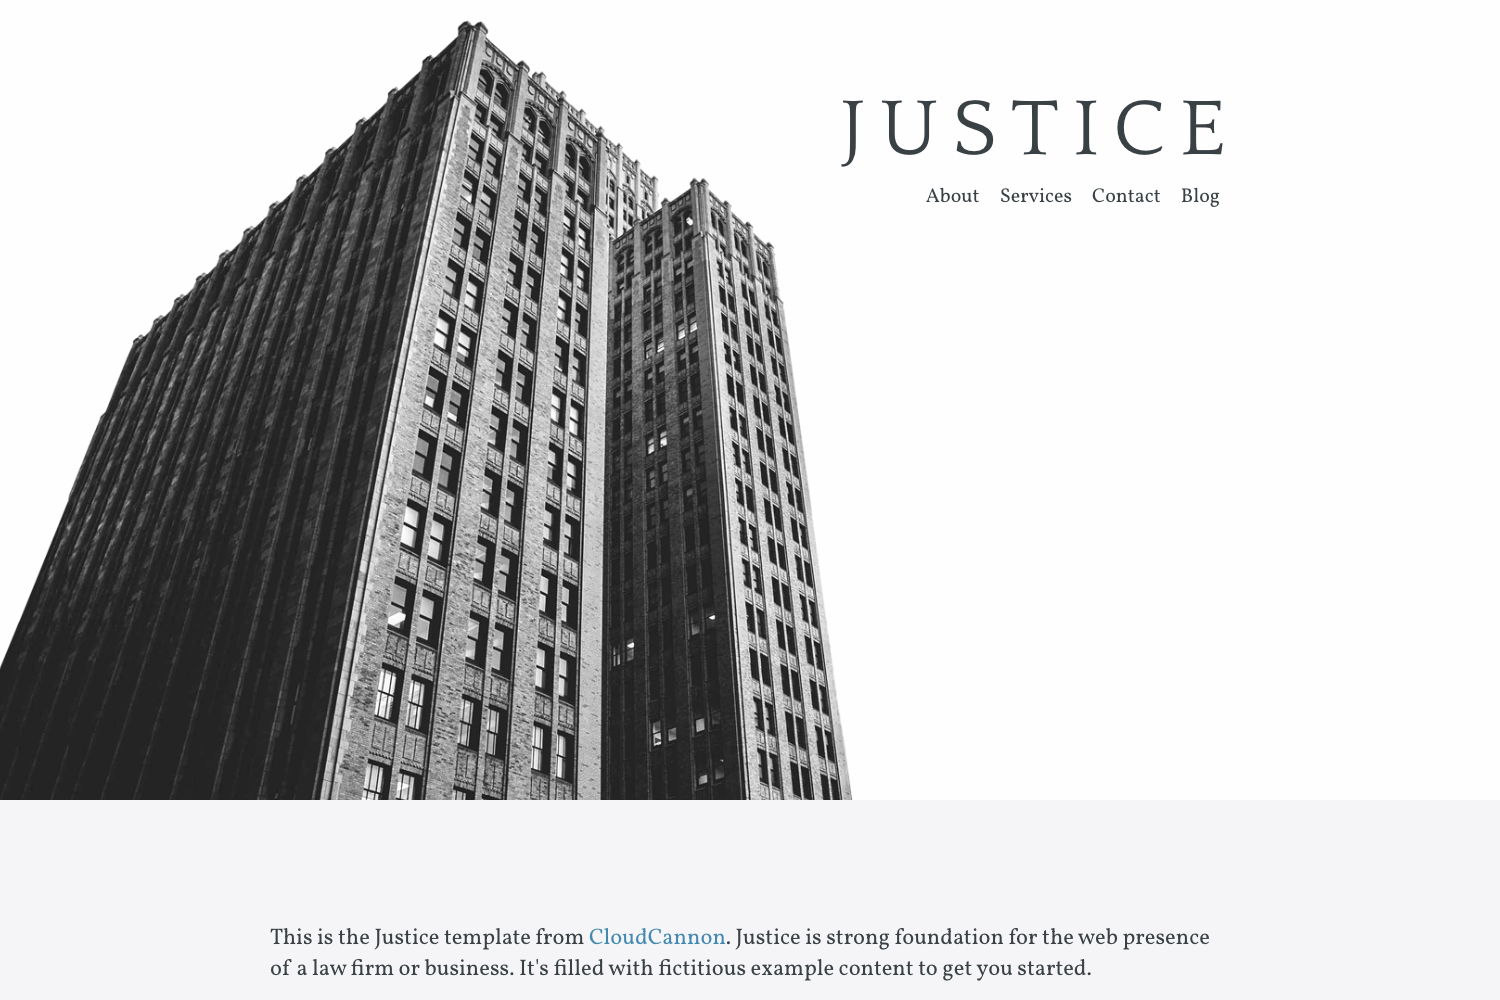 JUSTICE
About Services Contact Blog
This is the Justice template from CloudCannon. Justice is strong foundation for the web presence
of a law firm or business. It's filled with fictitious example content to get you started.